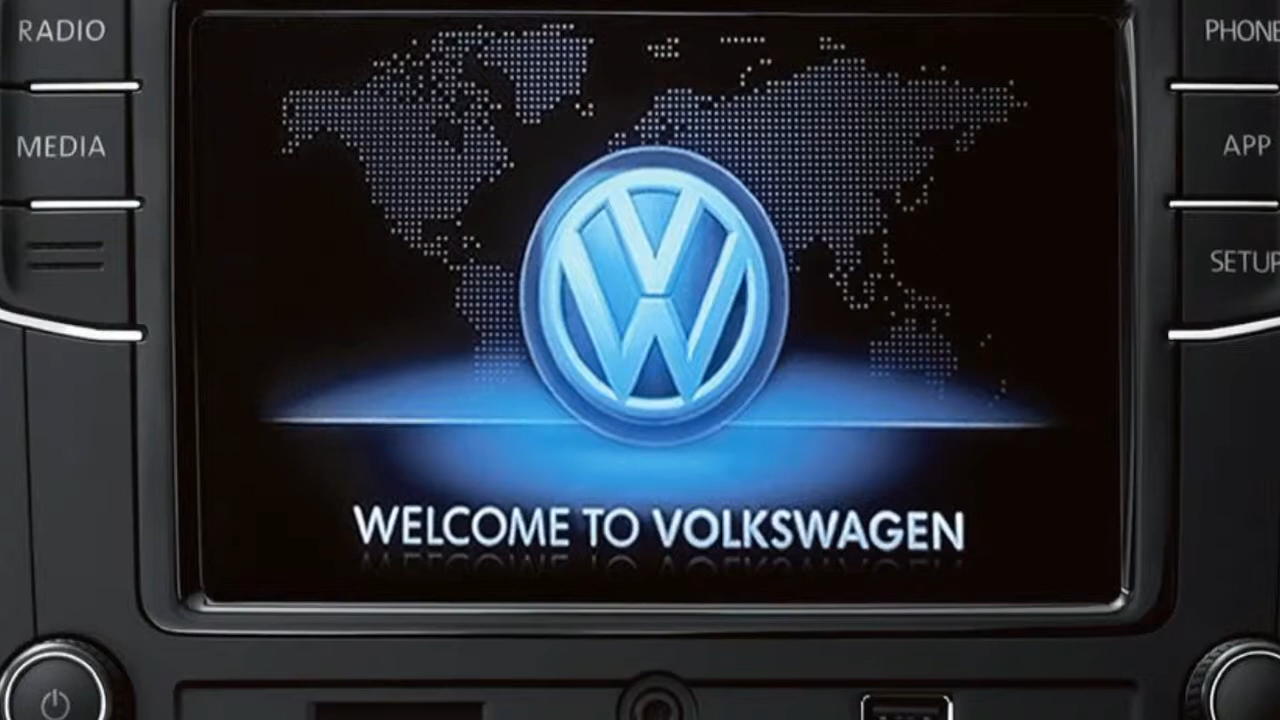 RADIO
MEDIA
PHONE
APP
SETUP
WELCOME TO VOLKSWAGEN